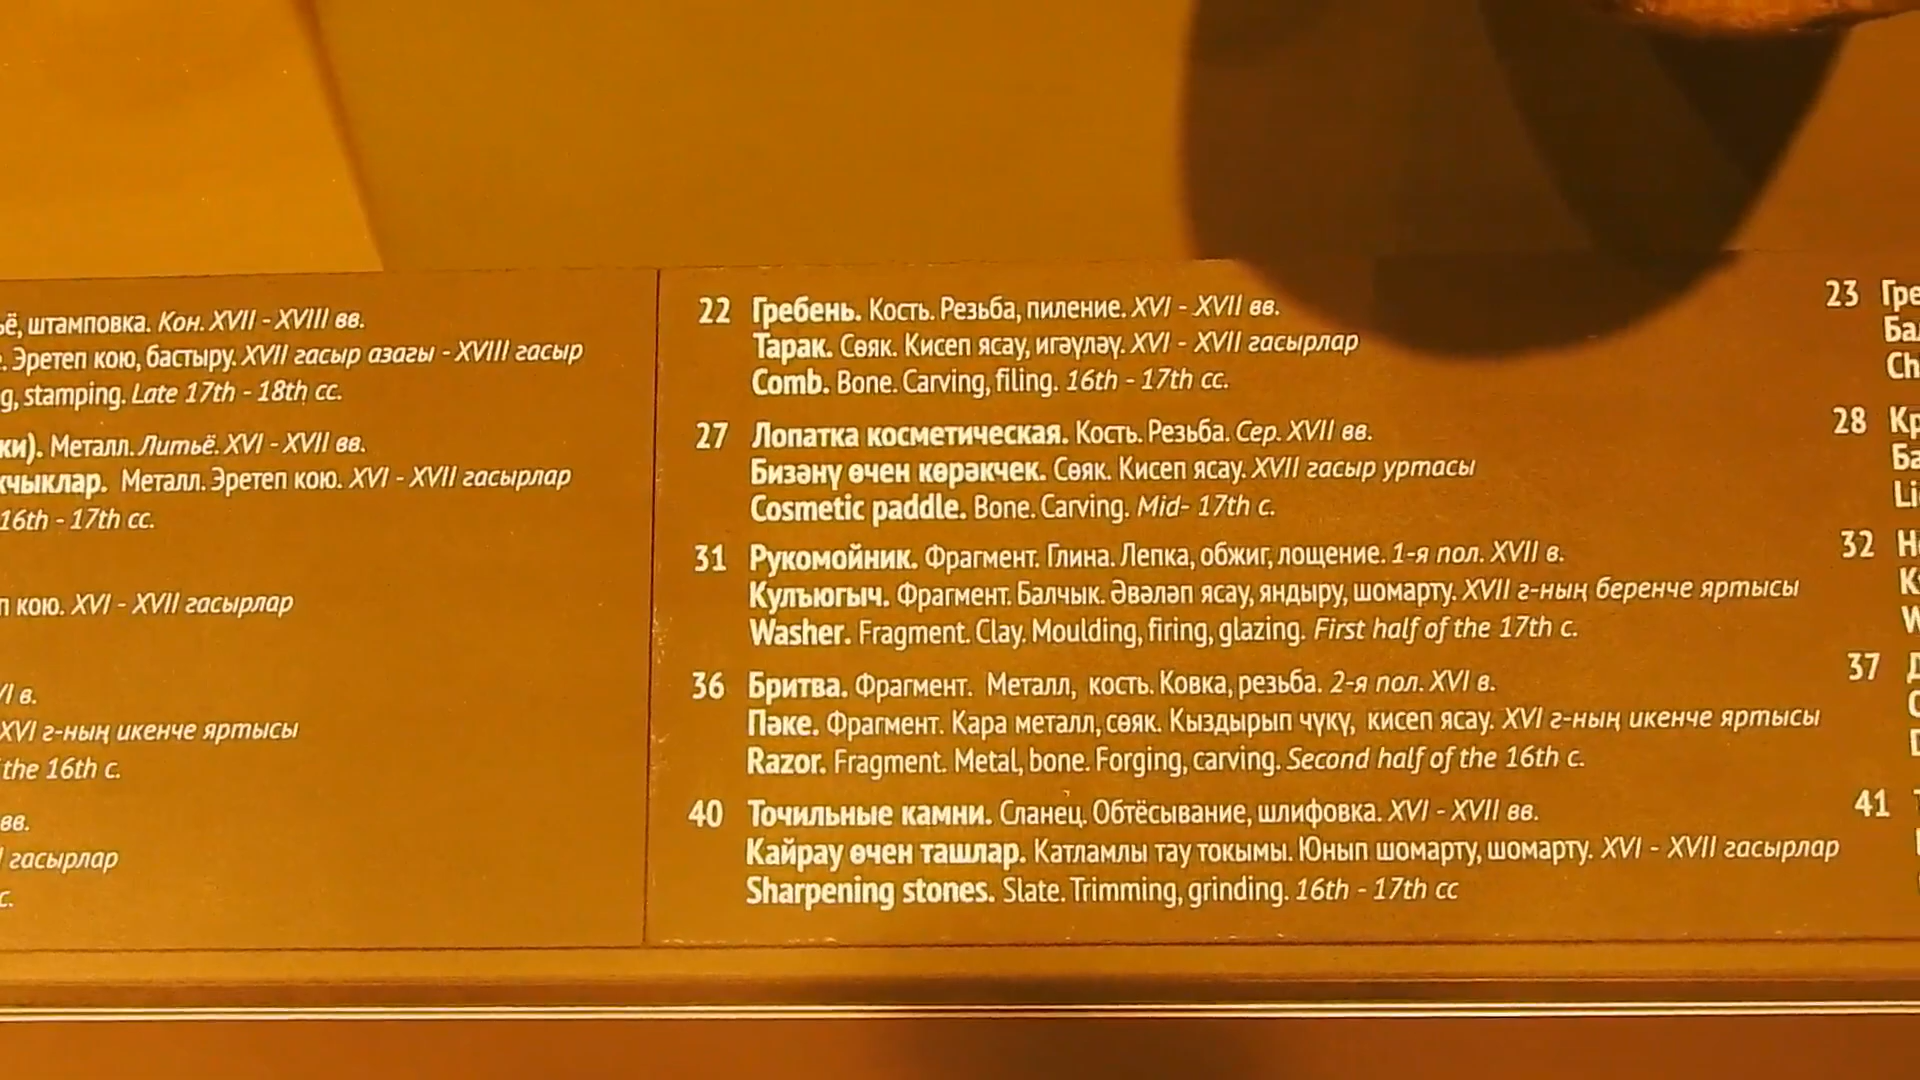 штамповка. Кон. XVII - XVIII вв.
Эретеп кою, бастыру. XVII гасыр азагы - XVIII гасыр
stamping. Late 17th - 18th cc.
Металл. Литьё. XVI - XVII вв.
Металл. Эретеп кою. XVI - XVII гасырлар
16th - 17th cc.
кою. XVI - XVII гасырлар
в.
XVI г-ның икенче яртысы
the 16th c.
вв.
гасырлар
22 Гребень. Кость. Резьба, пиление. XVI - XVII вв.
Тарак. Сөяк. Кисеп ясау, игәүләү. XVI - XVII гасырлар
Comb. Bone. Carving, filing. 16th - 17th cc.
27 Лопатка косметическая. Кость. Резьба. Сер. XVII вв.
Бизәнү өчен көрәкчек. Сөяк. Кисеп ясау. XVII гасыр уртасы
Cosmetic paddle. Bone. Carving. Mid- 17th c.
31 Рукомойник. Фрагмент. Глина. Лепка, обжиг, лощение. 1-я пол. XVII в.
Кулъюгыч. Фрагмент. Балчык. Әвәләп ясау, яндыру, шомарту. XVII г-ның беренче яртысы
Washer. Fragment. Clay. Moulding, firing, glazing. First half of the 17th c.
36 Бритва. Фрагмент. Металл, кость. Ковка, резьба. 2-я пол. XVI в.
Пәке. Фрагмент. Кара металл, сөяк. Кыздырып чүкү, кисеп ясау. XVI г-ның икенче яртысы
Razor. Fragment. Metal, bone. Forging, carving. Second half of the 16th c.
40 Точильные камни. Сланец. Обтёсывание, шлифовка. XVI - XVII вв.
Кайрау өчен ташлар. Катламлы тау токымы. Юнып шомарту, шомарту. XVI - XVII гасырлар
Sharpening stones. Slate. Trimming, grinding. 16th - 17th cc
23
28
32
37
41